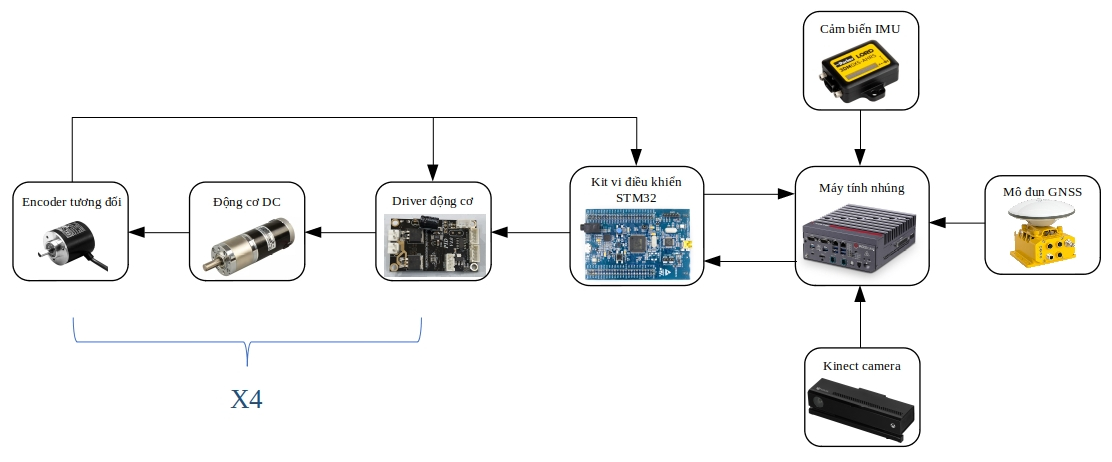 Cảm biến IMU
LORD
Encoder tương đối
Động cơ DC
Driver động cơ
Kit vi điều khiển
STM32
Máy tính nhúng
Mô đun GNSS
Kinect camera
X4